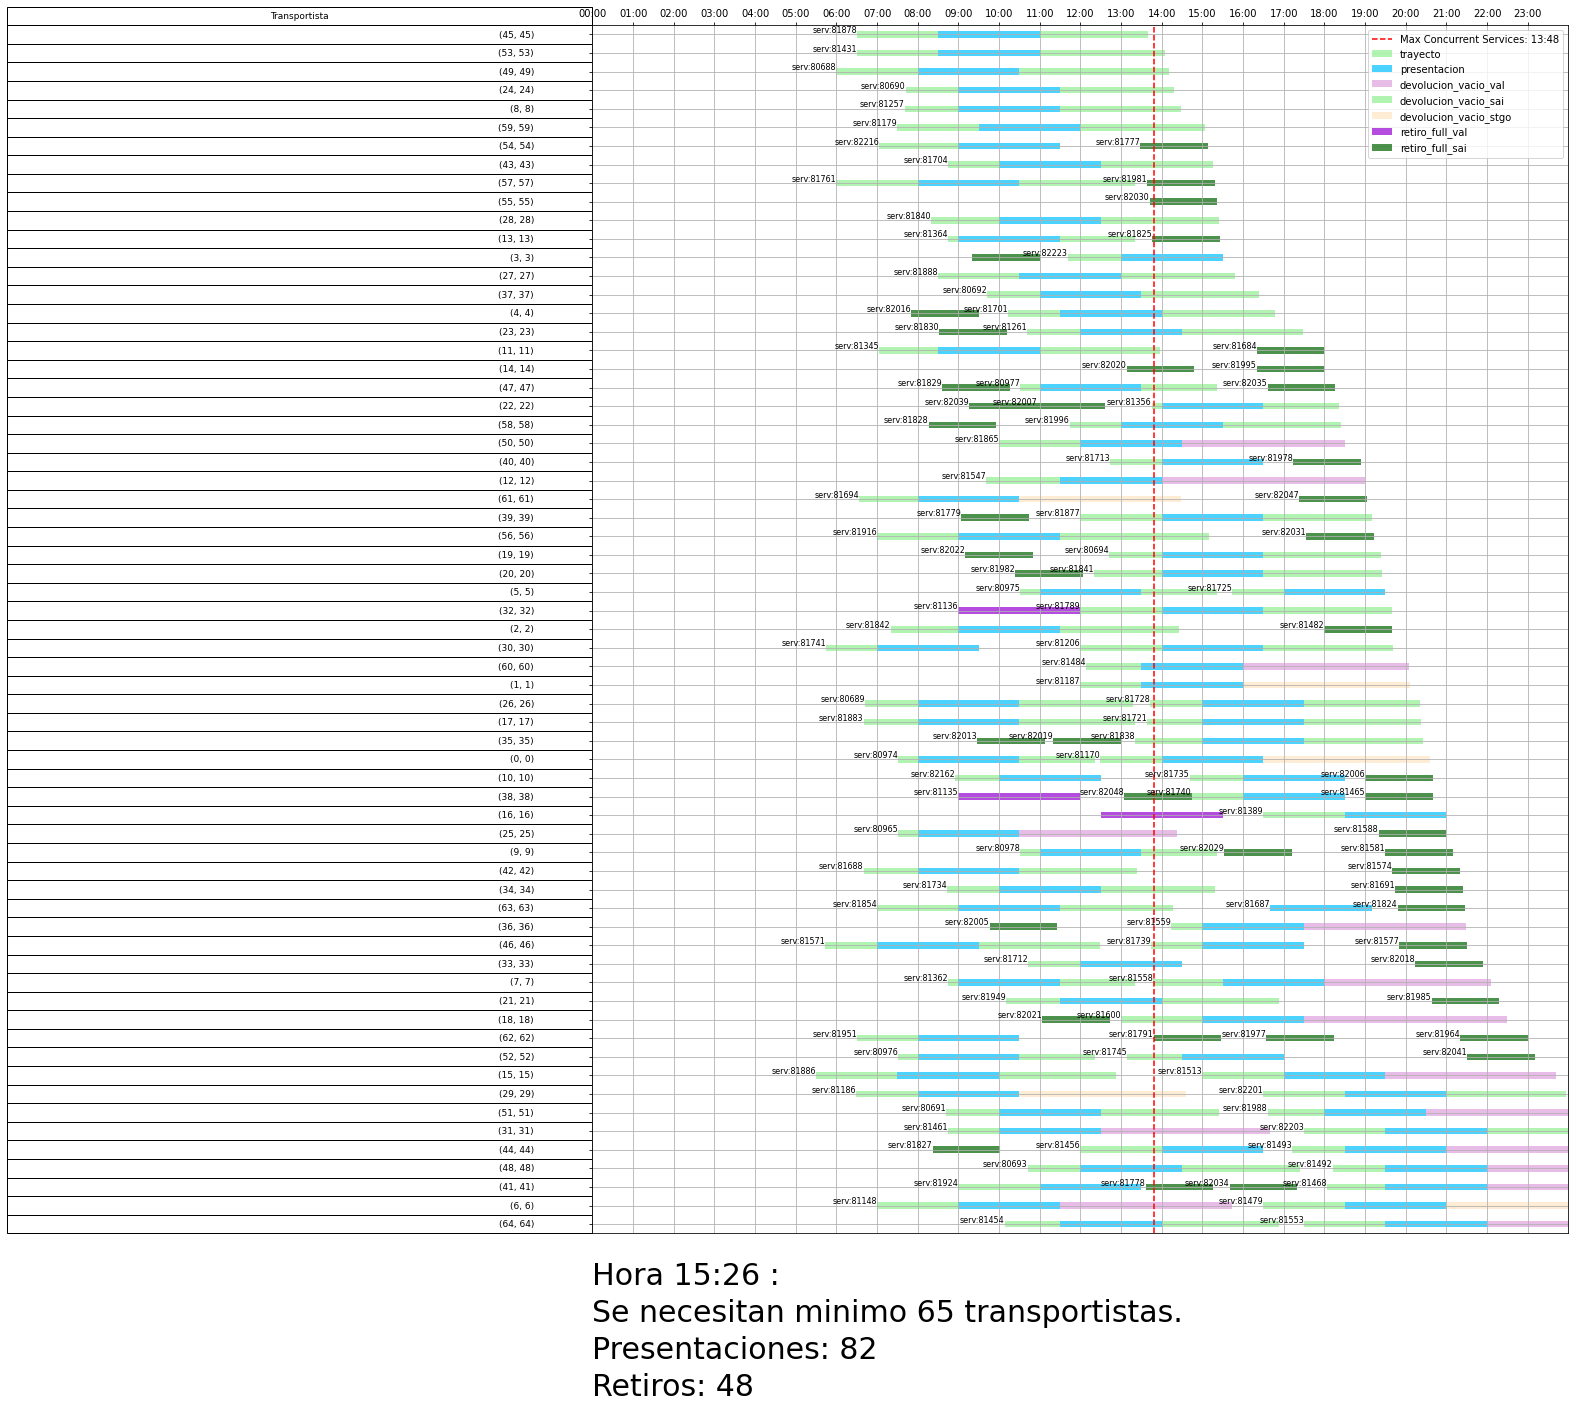 Transportista
00:00 01:00 02:00 03:00 04:00 05:00 06:00 07:00 08:00 09:00 10:00 11:00 12:00 13:00 14:00 15:00 16:00 17:00 18:00 19:00 20:00 21:00 22:00 23:00
Max Concurrent Services: 13:48
trayecto
presentacion
devolucion_vacio_val
devolucion_vacio_sai
devolucion_vacio_stgo
retiro_full_val
retiro_full_sai
(45, 45) serv:81878
(53, 53) serv:81431
(49, 49) serv:80688
(24, 24) serv:80690
(8, 8) serv:81257
(59, 59) serv:81179
(54, 54) serv:82216 serv:81777
(43, 43) serv:81704
(57, 57) serv:81761 serv:81981
(55, 55) serv:82030
(28, 28) serv:81840
(13, 13) serv:81364 serv:81825
(3, 3) serv:82223
(27, 27) serv:81888
(37, 37) serv:80692
(4, 4) serv:82016 serv:81701
(23, 23) serv:81830 serv:81261
(11, 11) serv:81345 serv:81684
(14, 14) serv:82020 serv:81995
(47, 47) serv:81829 serv:80977 serv:82035
(22, 22) serv:82039 serv:82007 serv:81356
(58, 58) serv:81828 serv:81996
(50, 50) serv:81865
(40, 40) serv:81713 serv:81978
(12, 12) serv:81547
(61, 61) serv:81694 serv:82047
(39, 39) serv:81779 serv:81877
(56, 56) serv:81916 serv:82031
(19, 19) serv:82022 serv:80694
(20, 20) serv:81982 serv:81841
(5, 5) serv:80975 serv:81725
(32, 32) serv:81136 serv:81789
(2, 2) serv:81842 serv:81482
(30, 30) serv:81741 serv:81206
(60, 60) serv:81484
(1, 1) serv:81187
(26, 26) serv:80689 serv:81728
(17, 17) serv:81883 serv:81721
(35, 35) serv:82013 serv:82019 serv:81838
(0, 0) serv:80974 serv:81170
(10, 10) serv:82162 serv:81735 serv:82006
(38, 38) serv:81135 serv:82048 serv:81740 serv:81465
(16, 16) serv:81389
(25, 25) serv:80965 serv:81588
(9, 9) serv:80978 serv:82029 serv:81581
(42, 42) serv:81688 serv:81574
(34, 34) serv:81734 serv:81691
(63, 63) serv:81854 serv:81687 serv:81824
(36, 36) serv:82005 serv:81559
(46, 46) serv:81571 serv:81739 serv:81577
(33, 33) serv:81712 serv:82018
(7, 7) serv:81362 serv:81558
(21, 21) serv:81949 serv:81985
(18, 18) serv:82021 serv:81600
(62, 62) serv:81951 serv:81791 serv:81977 serv:81964
(52, 52) serv:80976 serv:81745 serv:82041
(15, 15) serv:81886 serv:81513
(29, 29) serv:81186 serv:82201
(51, 51) serv:80691 serv:81988
(31, 31) serv:81461 serv:82203
(44, 44) serv:81827 serv:81456 serv:81493
(48, 48) serv:80693 serv:81492
(41, 41) serv:81924 serv:81778 serv:82034 serv:81468
(6, 6) serv:81148 serv:81479
(64, 64) serv:81454 serv:81553
Hora 15:26 :
Se necesitan minimo 65 transportistas.
Presentaciones: 82
Retiros: 48